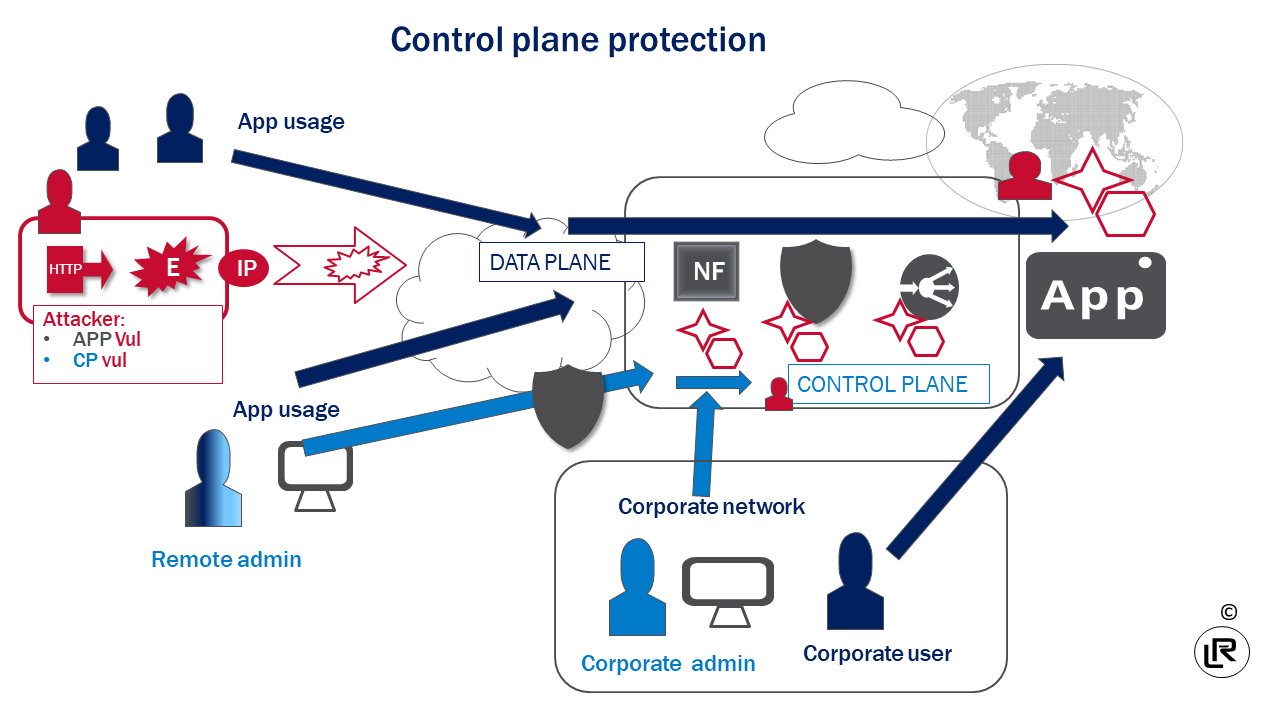 Control plane protection
App usage
HTTP
E
IP
DATA PLANE
NF
App
Attacker:
• APP Vul
• CP vul
CONTROL PLANE
App usage
Remote admin
Corporate network
Corporate admin
Corporate user
©
LR